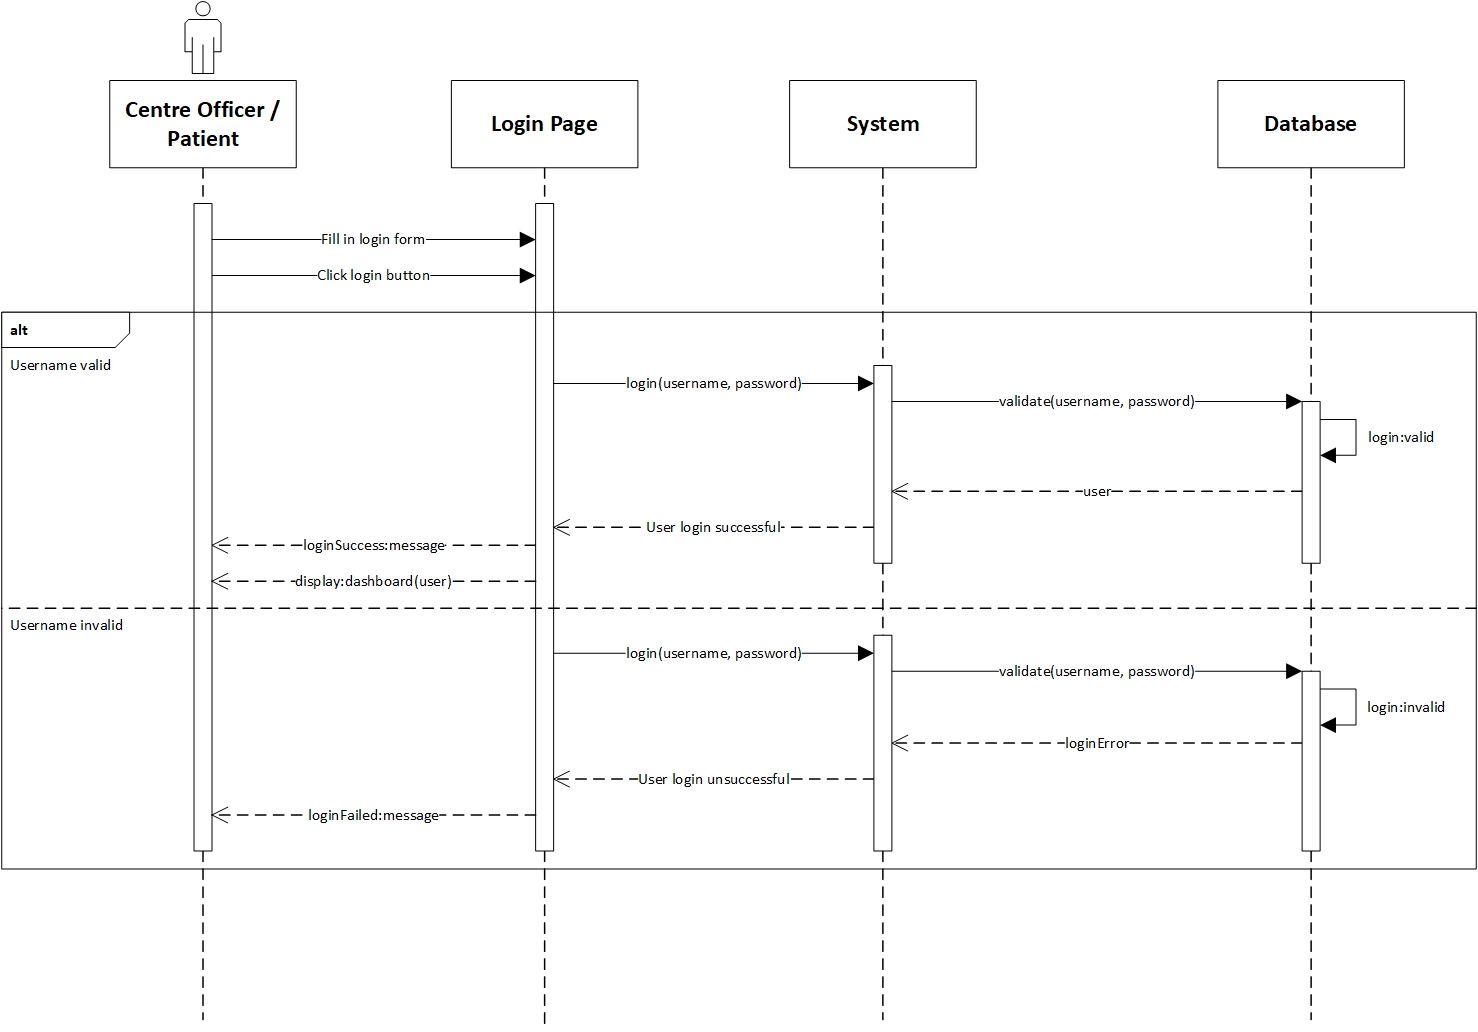 Centre Officer /
Patient
Login Page
System
Database
Fill in login form
Click login button
alt
Username valid
login(username, password)
validate(username, password)
login:valid
user
User login successful
loginSuccess:message
display:dashboard(user)
Username invalid
login(username, password)
validate(username, password)
login:invalid
loginError
User login unsuccessful
loginFailed:message